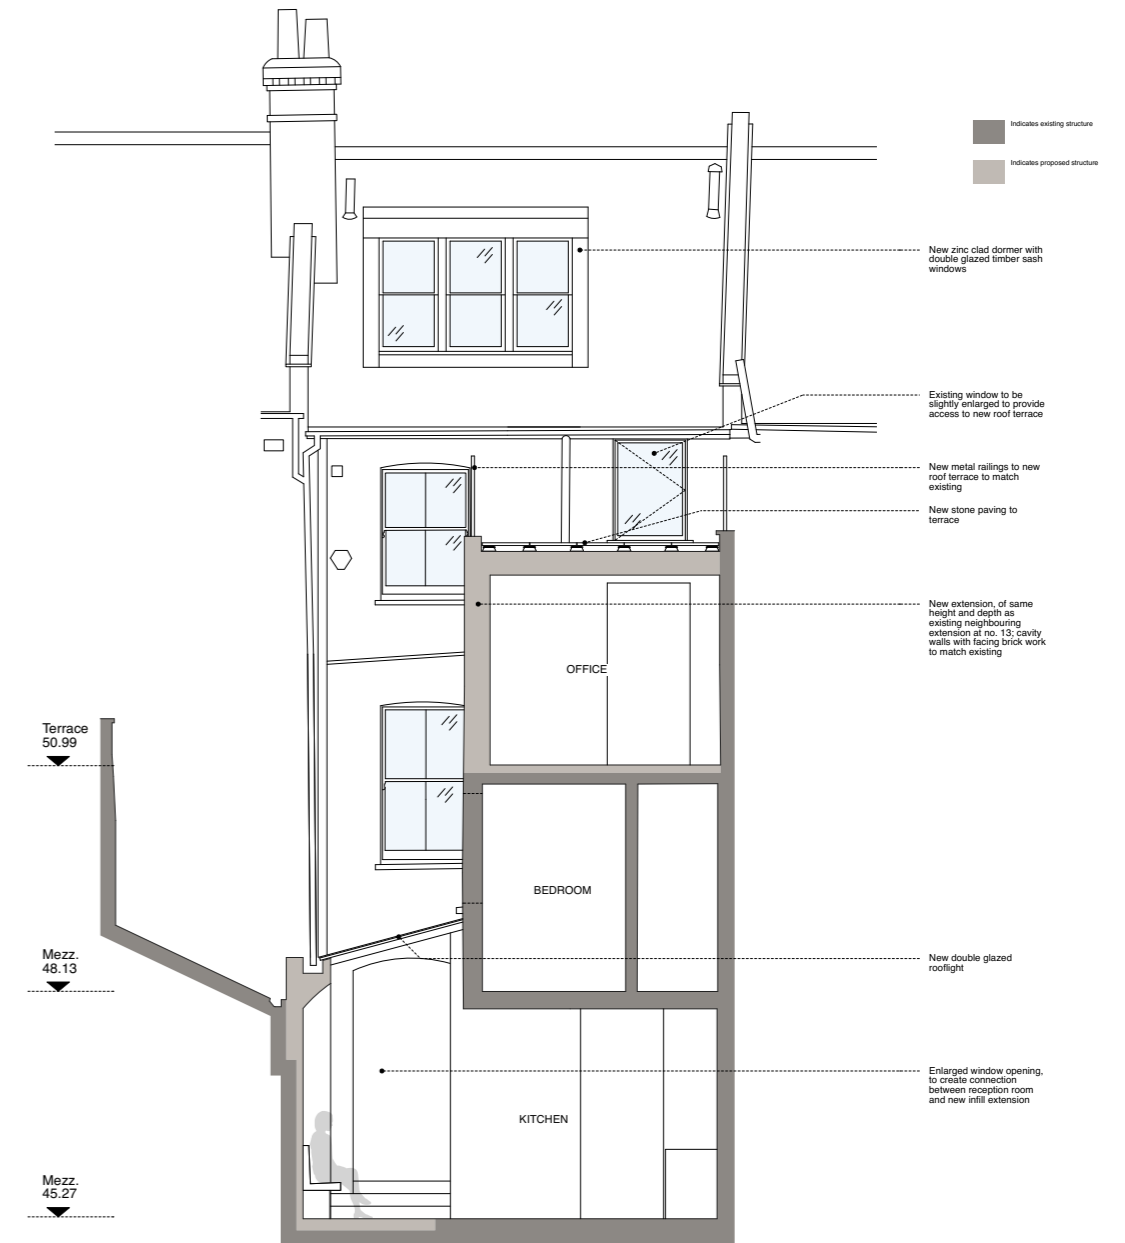 Indicates existing structure
Indicates proposed structure
New zinc clad dormer with
double glazed timber sash
windows
Existing window to be
slightly enlarged to provide
access to new roof terrace
New metal railings to new
roof terrace to match
existing
New stone paving to
terrace
New extension, of same
height and depth as
existing neighbouring
extension at no. 13; cavity
walls with facing brick work
to match existing
OFFICE
Terrace
50.99
BEDROOM
Mezz.
48.13
New double glazed
rooflight
Enlarged window opening,
to create connection
between reception room
and new infill extension
KITCHEN
Mezz.
45.27